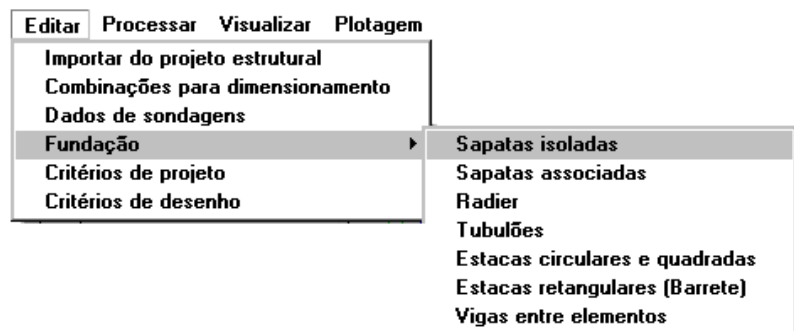 Editar Processar Visualizar Plotagem
Importar do projeto estrutural
Combinações para dimensionamento
Dados de sondagens
Fundação
Critérios de projeto
Critérios de desenho
Sapatas isoladas
Sapatas associadas
Radier
Tubulões
Estacas circulares e quadradas
Estacas retangulares (Barrete)
Vigas entre elementos